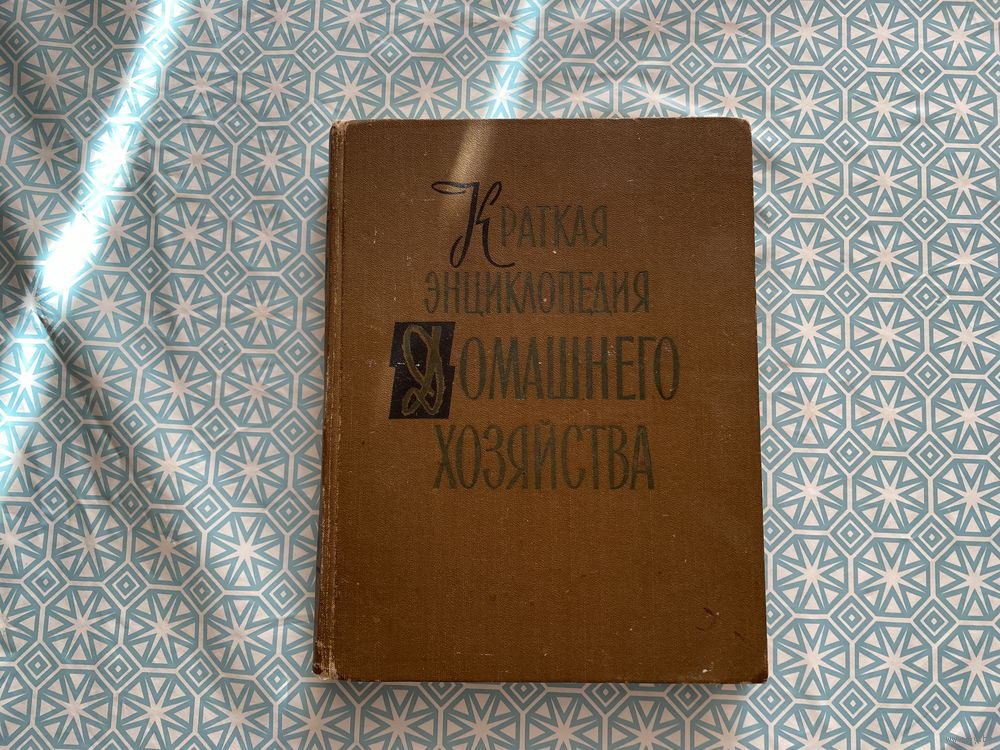 Краткая
энциклопедия
Домашнего
хозяйства